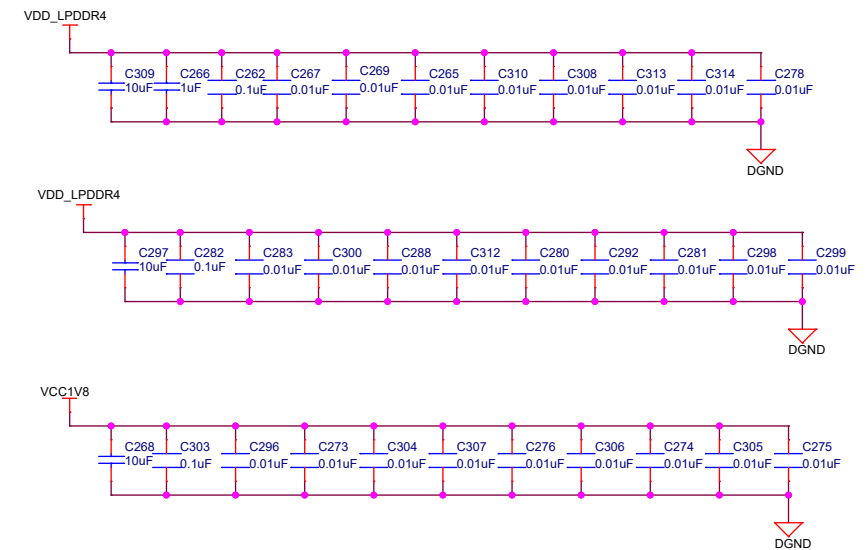 VDD_LPDDR4
C309 C266 C262 C267 C269 C265 C310 C308 C313 C314 C278
10uF 1uF 0.1uF 0.01uF 0.01uF 0.01uF 0.01uF 0.01uF 0.01uF 0.01uF 0.01uF
DGND
VDD_LPDDR4
C297 C282 C283 C300 C288 C312 C280 C292 C281 C298 C299
10uF 0.1uF 0.01uF 0.01uF 0.01uF 0.01uF 0.01uF 0.01uF 0.01uF 0.01uF 0.01uF
DGND
VCC1V8
C268 C303 C296 C273 C304 C307 C276 C306 C274 C305 C275
10uF 0.1uF 0.01uF 0.01uF 0.01uF 0.01uF 0.01uF 0.01uF 0.01uF 0.01uF 0.01uF
DGND